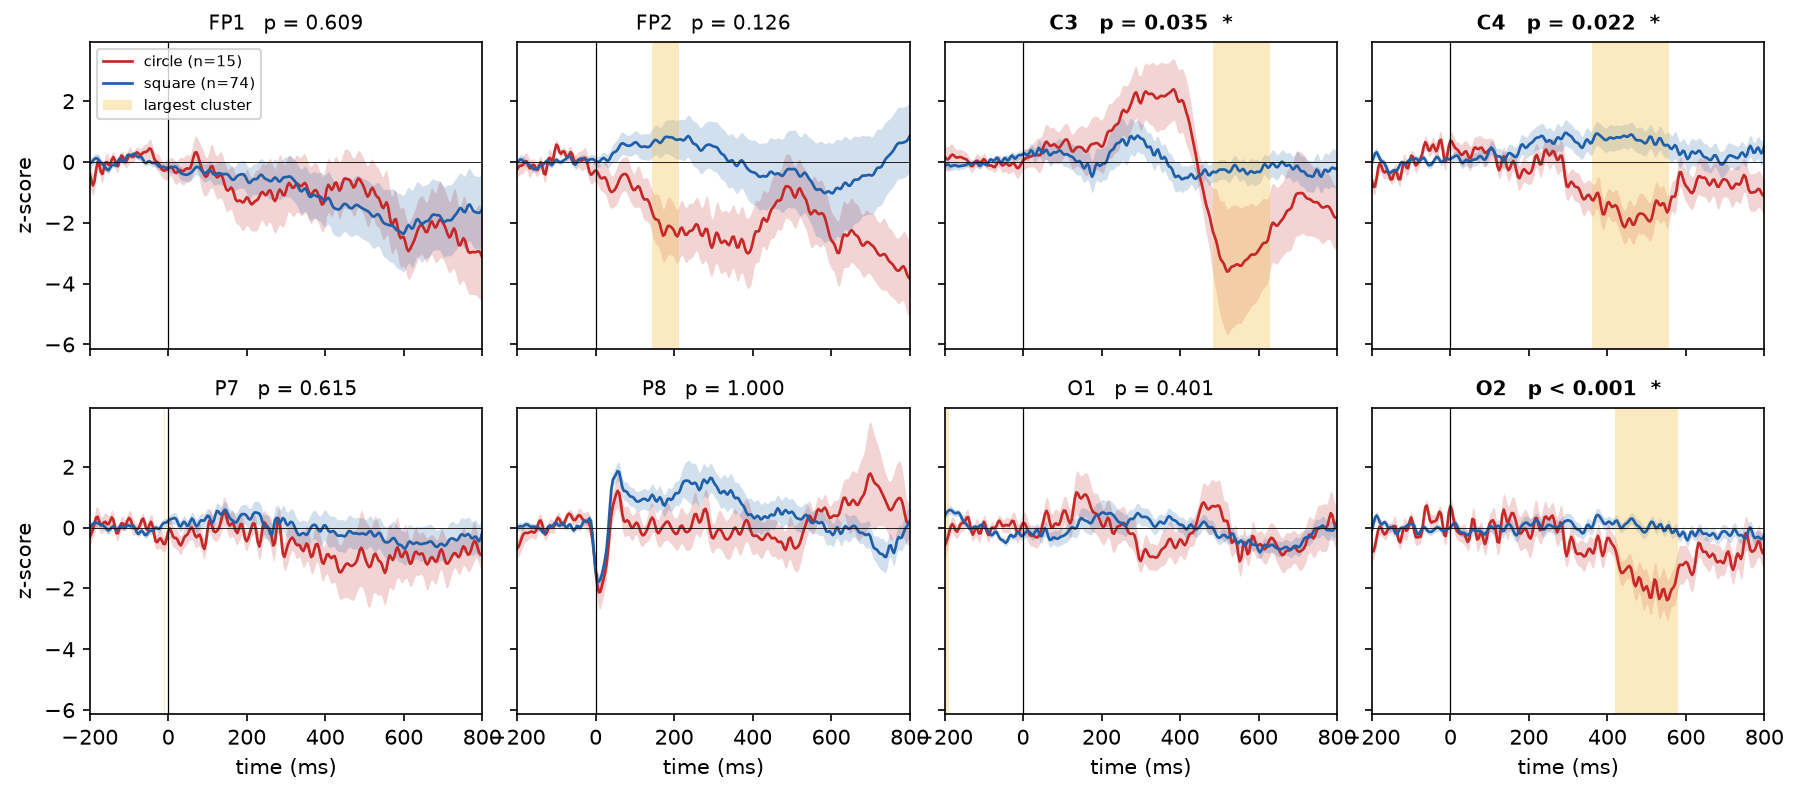 FP1   p = 0.609
FP2   p = 0.126
C3   p = 0.035  *
C4   p = 0.022  *
circle (n=15)
square (n=74)
largest cluster
z-score
2
0
−2
−4
−6
P7   p = 0.615
P8   p = 1.000
O1   p = 0.401
O2   p < 0.001  *
z-score
2
0
−2
−4
−6
−200 0 200 400 600 800
−200 0 200 400 600 800
−200 0 200 400 600 800
−200 0 200 400 600 800
time (ms)
time (ms)
time (ms)
time (ms)